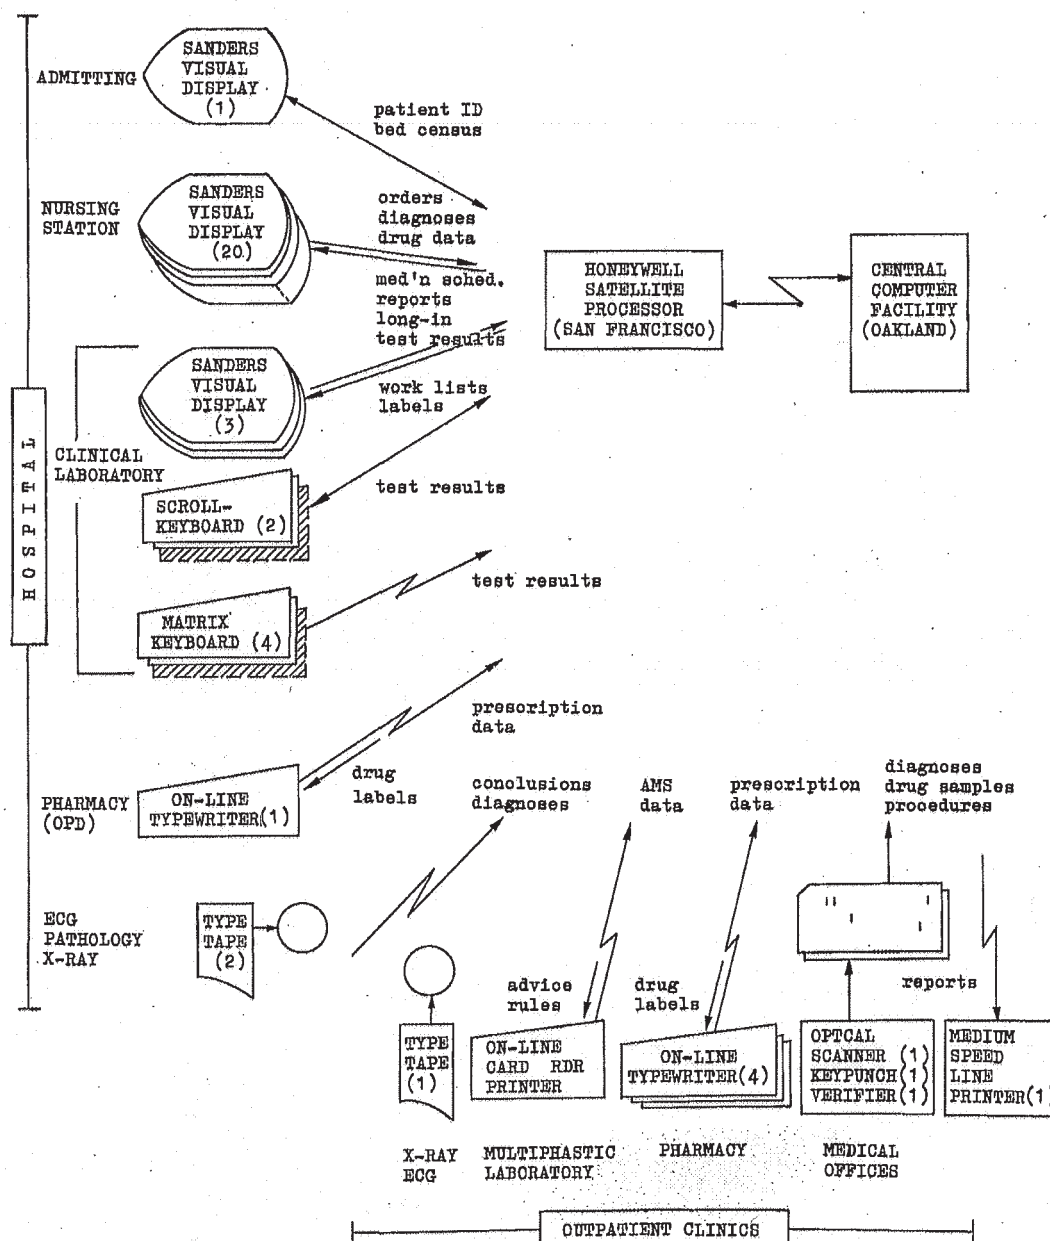 SANDERS
VISUAL
DISPLAY
(1)
ADMITTING
patient ID
bed census
NURSING
STATION
SANDERS
VISUAL
DISPLAY
(20)
orders
diagnoses
drug data
med'n sched.
reports
long-in
test results
HONEYWELL
SATELLITE
PROCESSOR
(SAN FRANCISCO)
CENTRAL
COMPUTER
FACILITY
(OAKLAND)
HOSPITAL
CLINICAL
LABORATORY
SANDERS
VISUAL
DISPLAY
(3)
work lists
labels
SCROLL-
KEYBOARD (2)
test results
MATRIX
KEYBOARD (4)
test results
prescription
data
drug
labels
PHARMACY
(OPD)
ON-LINE
TYPEWRITER(1)
conclusions
diagnoses
AMS
data
prescription
data
diagnoses
drug samples
procedures
ECG
PATHOLOGY
X-RAY
TYPE
TAPE
(2)
advice
rules
drug
labels
reports
TYPE
TAPE
(1)
ON-LINE
CARD RDR
PRINTER
ON-LINE
TYPEWRITER(4)
OPTCAL
SCANNER (1)
KEYPUNCH(1)
VERIFIER(1)
MEDIUM
SPEED
LINE
PRINTER(1
X-RAY
ECG
MULTIPHASTIC
LABORATORY
PHARMACY
MEDICAL
OFFICES
OUTPATIENT CLINICS